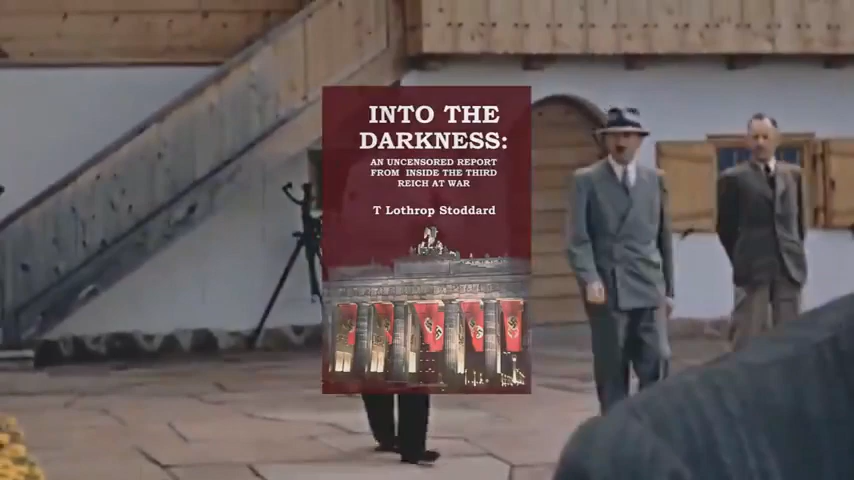 INTO THE
DARKNESS:
AN UNCENSORED REPORT
FROM INSIDE THE THIRD
REICH AT WAR
T Lothrop Stoddard